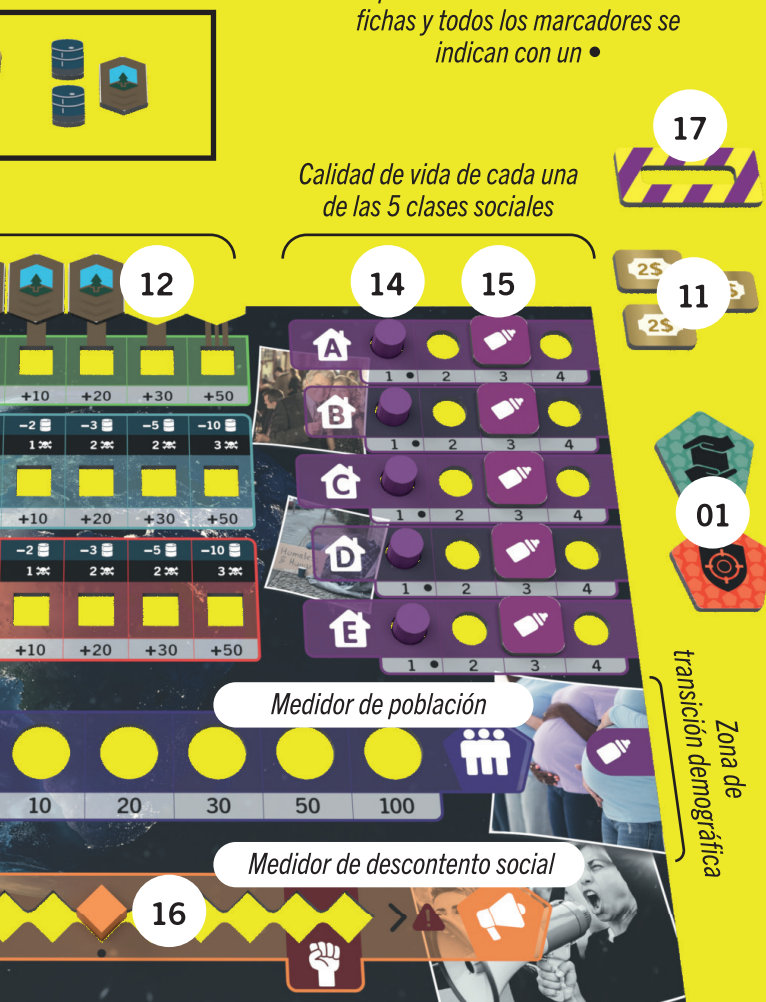 fichas y todos los marcadores se
indican con un •
17
Calidad de vida de cada una
de las 5 clases sociales
2$
2$
11
12
14
15
A
1 • 2 3 4
+10 +20 +30 +50
B
1 • 2 3 4
-2 -3 -5 -10
1 2 2 3
C
1 • 2 3 4
+10 +20 +30 +50
01
D
Homeless
1 • 2 3 4
-2 -3 -5 -10
1 2 2 3
E
1 • 2 3 4
+10 +20 +30 +50
Zona de
transición demográfica
Medidor de población
10 20 30 50 100
Medidor de descontento social
16
>